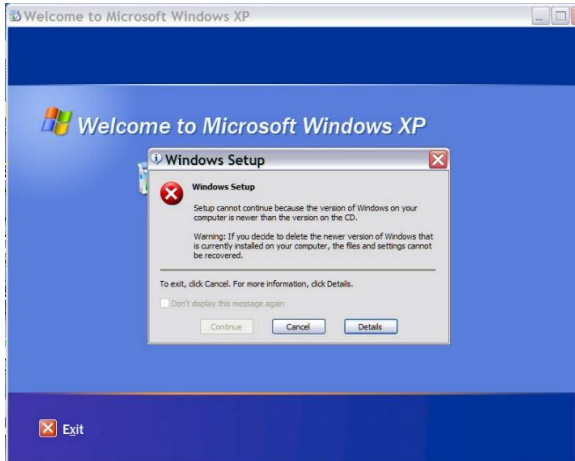 Welcome to Microsoft Windows XP
Welcome to Microsoft Windows XP
Windows Setup
Windows Setup
Setup cannot continue because the version of Windows on your
computer is newer than the version on the CD.
Warning: If you decide to delete the newer version of Windows that
is currently installed on your computer, the files and settings cannot
be recovered.
To exit, click Cancel. For more information, click Details.
Don't display this message again
Continue Cancel Details
Exit